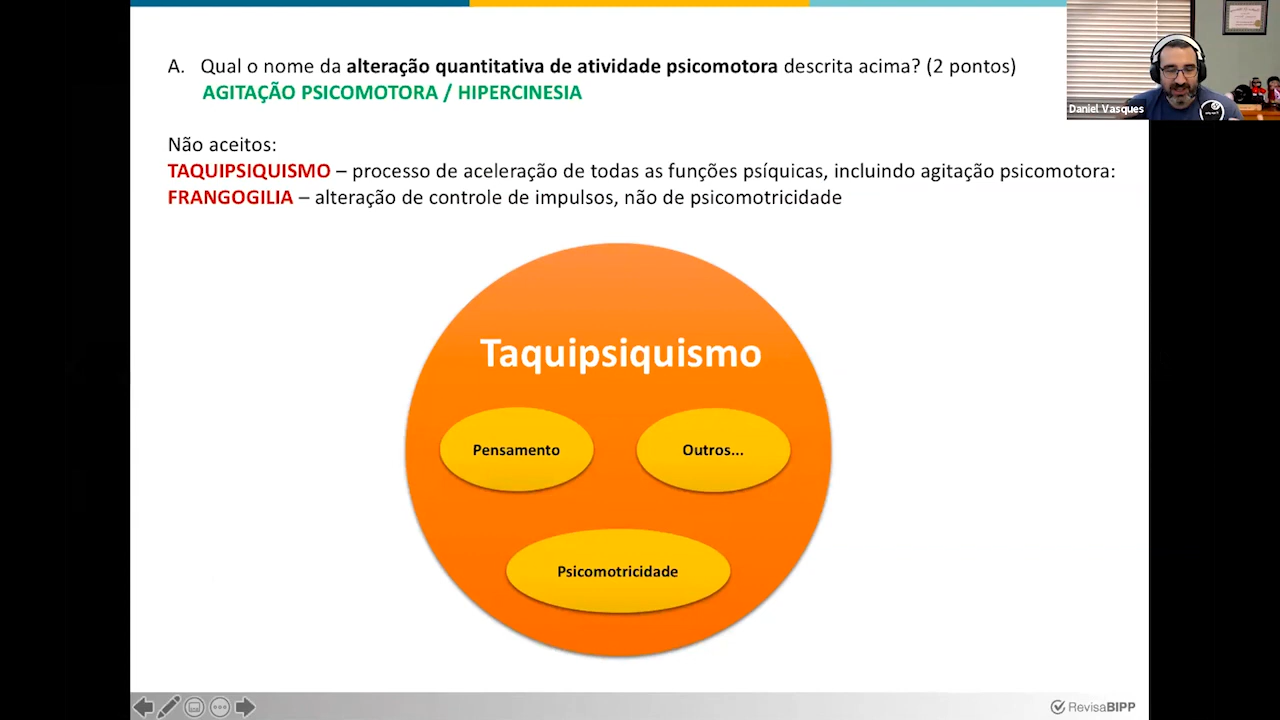 A. Qual o nome da alteração quantitativa de atividade psicomotora descrita acima? (2 pontos)
AGITAÇÃO PSICOMOTORA / HIPERCINESIA
Não aceitos:
TAQUIPSIQUISMO – processo de aceleração de todas as funções psíquicas, incluindo agitação psicomotora:
FRANGOGILIA – alteração de controle de impulsos, não de psicomotricidade
Taquipsiquismo
Pensamento
Outros...
Psicomotricidade
Daniel Vasques
RevisaBIPP